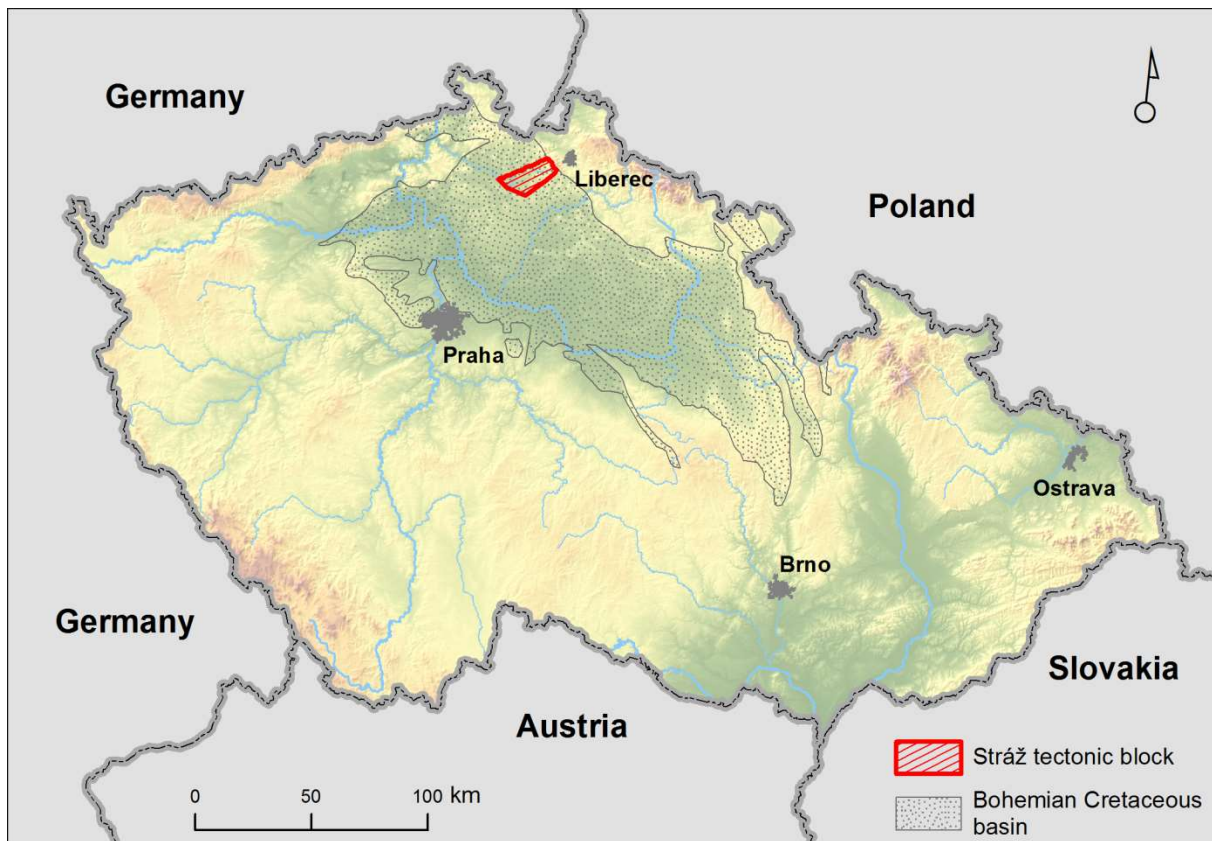 Germany
Poland
Liberec
Praha
Ostrava
Brno
Germany
Slovakia
Austria
Stráž tectonic block
Bohemian Cretaceous
basin
0 50 100 km